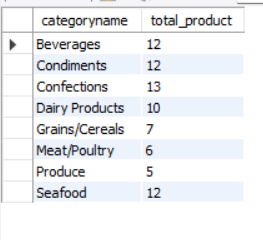 categoryname total_product
Beverages 12
Condiments 12
Confections 13
Dairy Products 10
Grains/Cereals 7
Meat/Poultry 6
Produce 5
Seafood 12